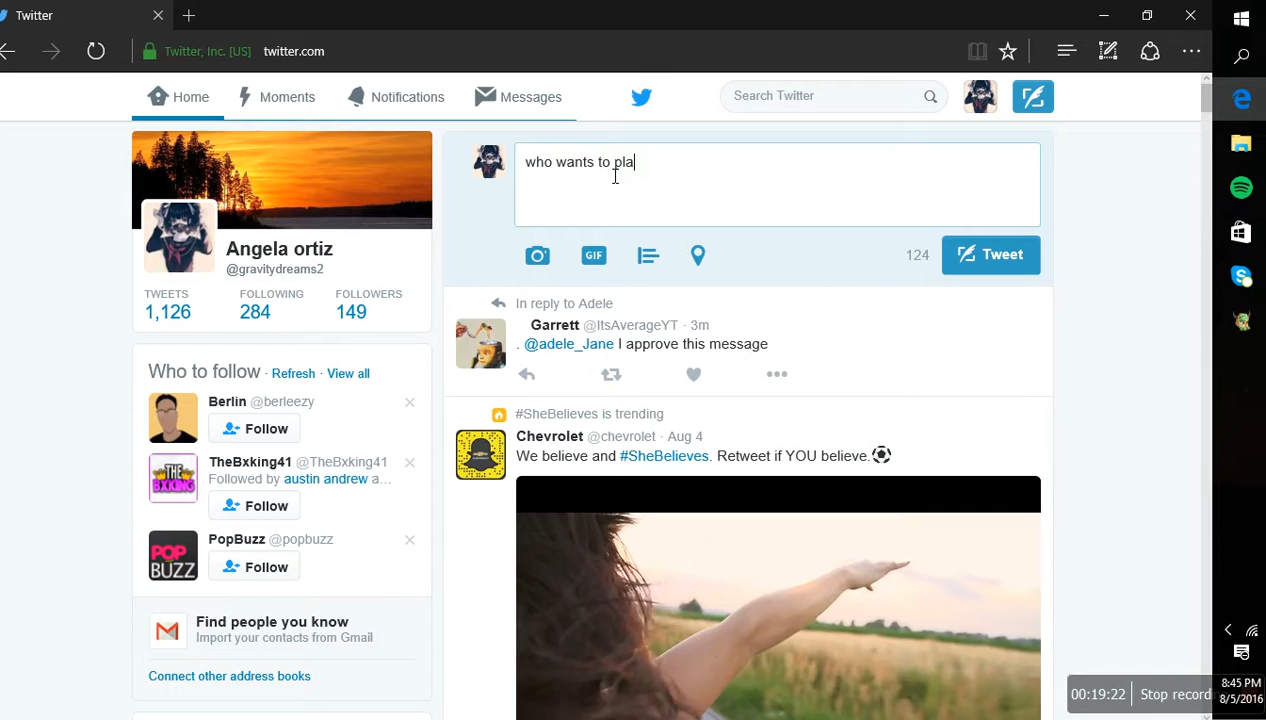 Twitter
Twitter, Inc. [US] twitter.com
Home
Moments
Notifications
Messages
Search Twitter
who wants to pla
GIF
124
Tweet
Angela ortiz
@gravitydreams2
TWEETS FOLLOWING FOLLOWERS
1,126 284 149
Who to follow · Refresh · View all
Berlin @berleezy
Follow
THE BXKING
TheBxking41 @TheBxking41
Followed by austin andrew a...
Follow
POP BUZZ
PopBuzz @popbuzz
Follow
Find people you know
Import your contacts from Gmail
Connect other address books
In reply to Adele
Garrett @ItsAverageYT · 3m
. @adele_Jane I approve this message
#SheBelieves is trending
Chevrolet @chevrolet · Aug 4
We believe and #SheBelieves. Retweet if YOU believe.
00:19:22 Stop record
8:45 PM
8/5/2016